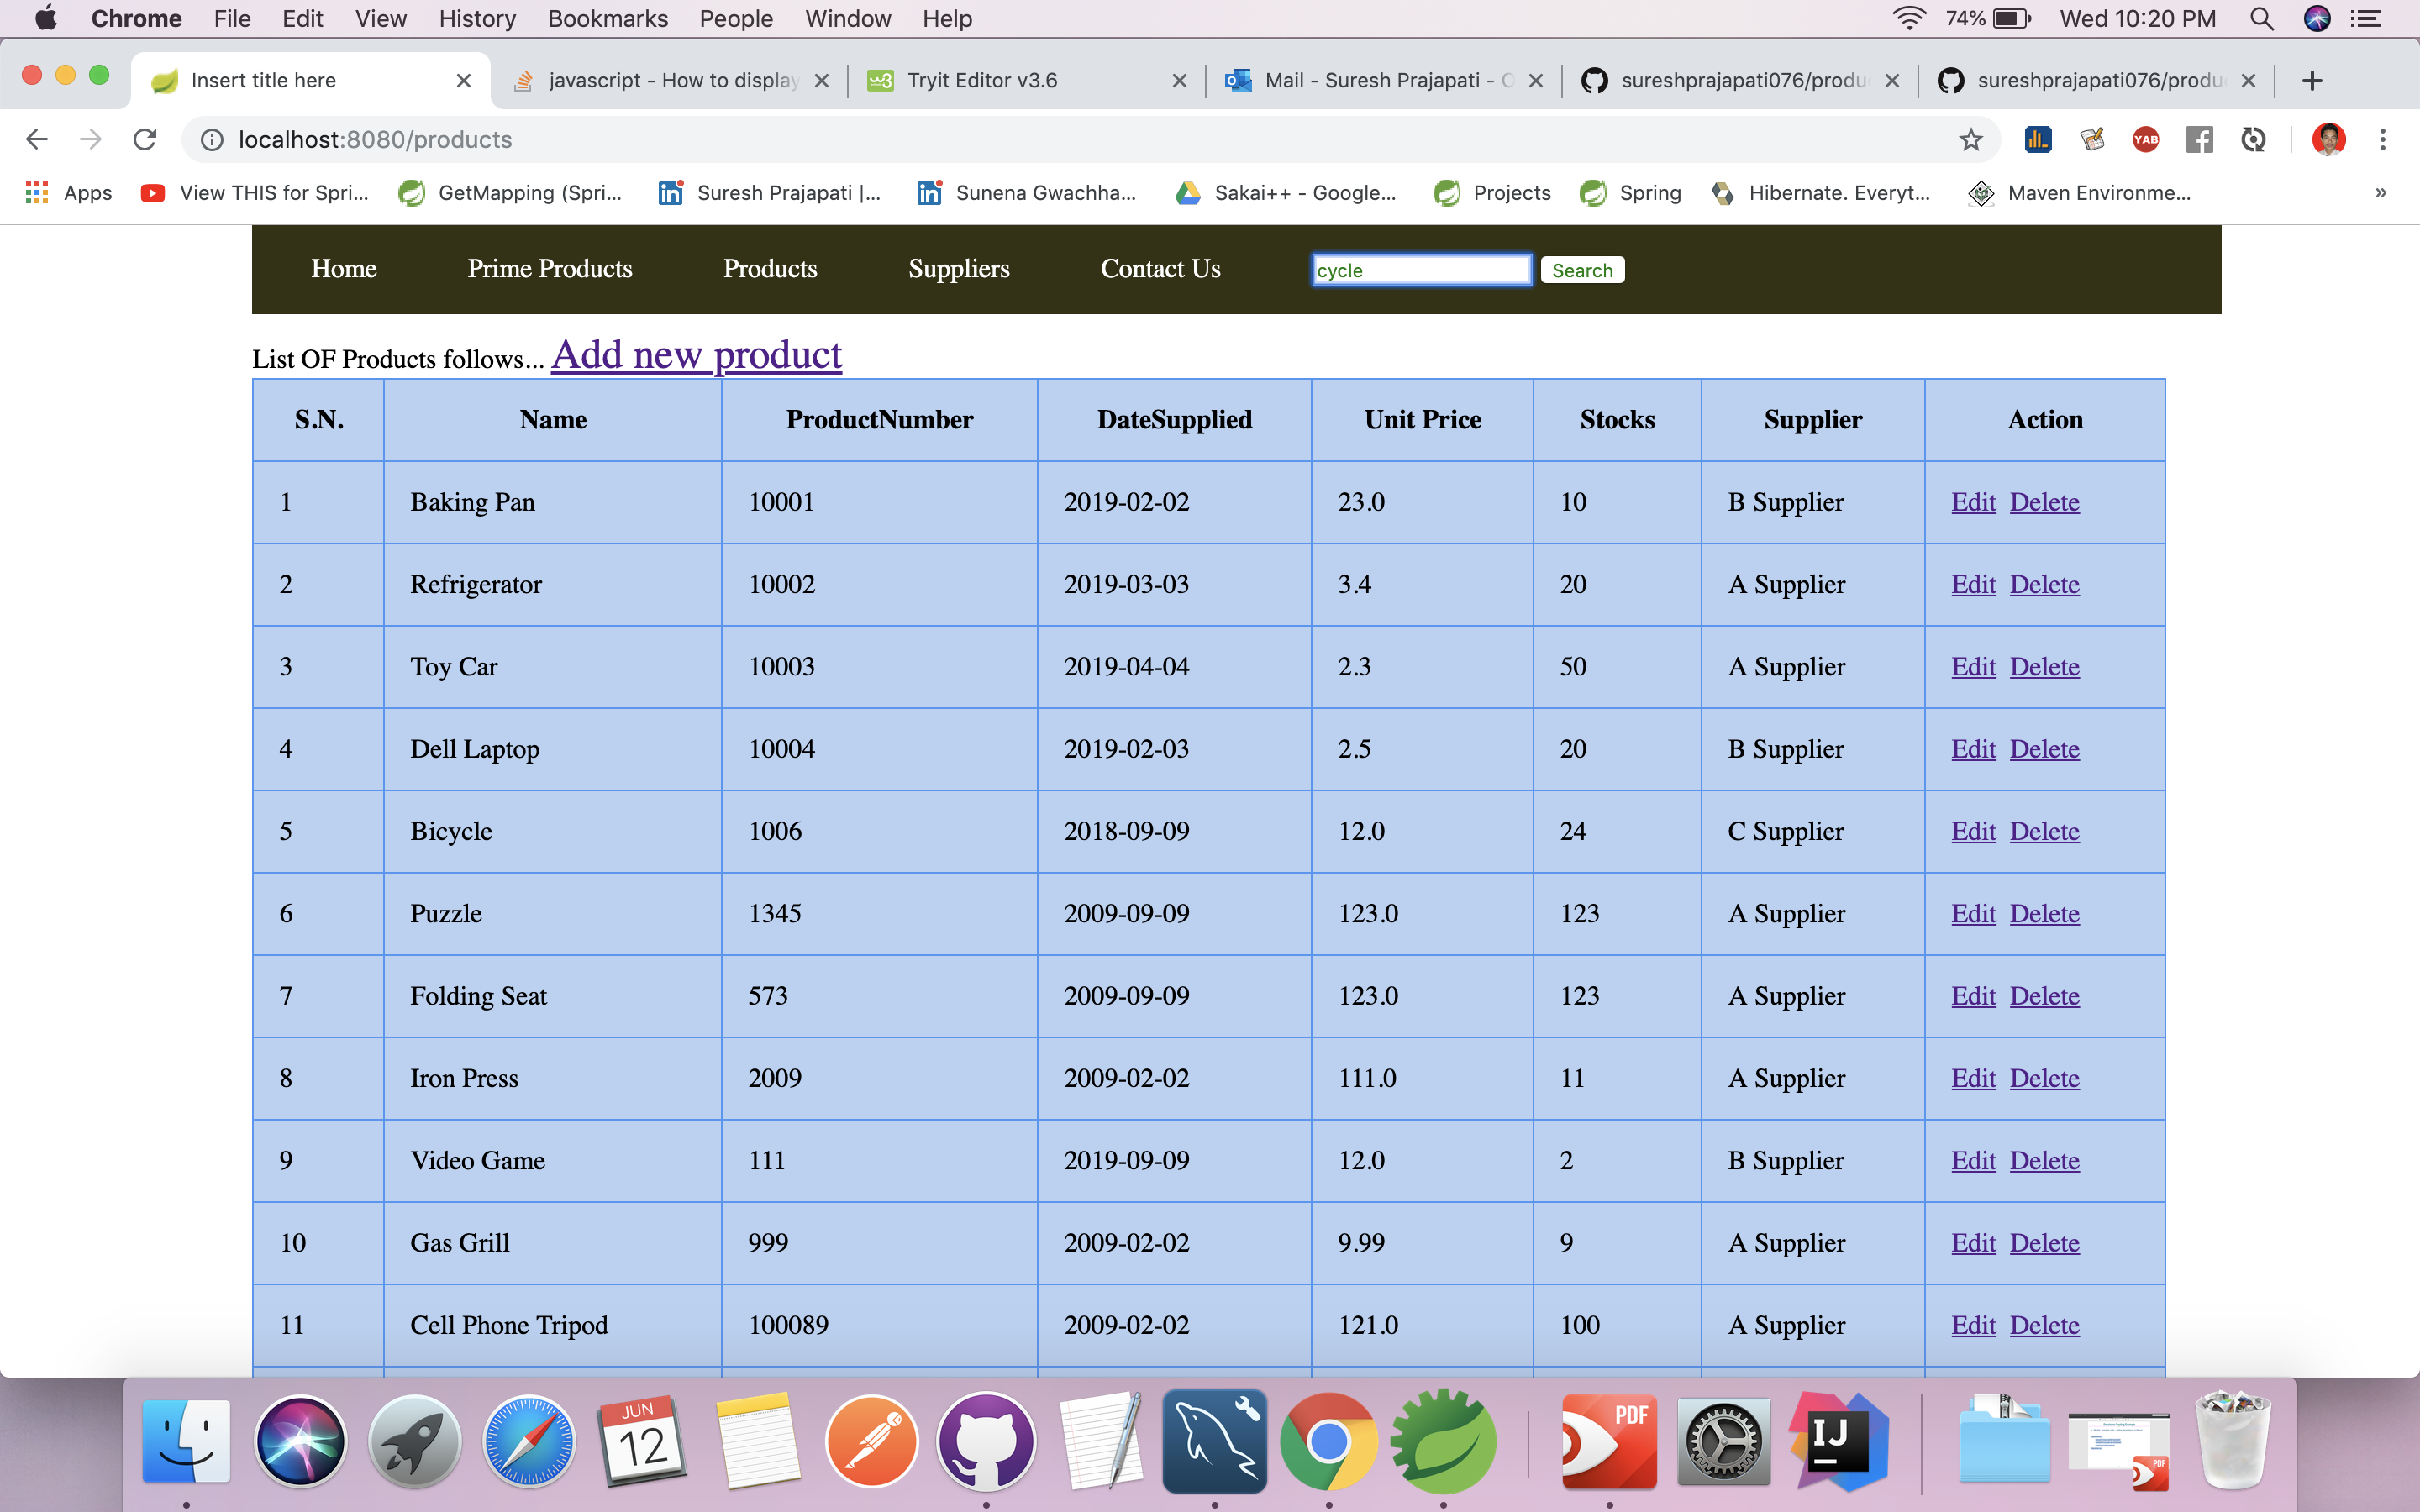 Chrome File Edit View History Bookmarks People Window Help 74% Wed 10:20 PM
Insert title here javascript - How to display Tryit Editor v3.6 Mail - Suresh Prajapati - O sureshprajapati076/produ sureshprajapati076/produ
localhost:8080/products YAB
Apps View THIS for Spri... GetMapping (Spri... Suresh Prajapati |... Sunena Gwachha... Sakai++ - Google... Projects Spring Hibernate. Everyt... Maven Environme... »
Home Prime Products Products Suppliers Contact Us cycle Search
List OF Products follows... Add new product
S.N. Name ProductNumber DateSupplied Unit Price Stocks Supplier Action
1 Baking Pan 10001 2019-02-02 23.0 10 B Supplier Edit Delete
2 Refrigerator 10002 2019-03-03 3.4 20 A Supplier Edit Delete
3 Toy Car 10003 2019-04-04 2.3 50 A Supplier Edit Delete
4 Dell Laptop 10004 2019-02-03 2.5 20 B Supplier Edit Delete
5 Bicycle 1006 2018-09-09 12.0 24 C Supplier Edit Delete
6 Puzzle 1345 2009-09-09 123.0 123 A Supplier Edit Delete
7 Folding Seat 573 2009-09-09 123.0 123 A Supplier Edit Delete
8 Iron Press 2009 2009-02-02 111.0 11 A Supplier Edit Delete
9 Video Game 111 2019-09-09 12.0 2 B Supplier Edit Delete
10 Gas Grill 999 2009-02-02 9.99 9 A Supplier Edit Delete
11 Cell Phone Tripod 100089 2009-02-02 121.0 100 A Supplier Edit Delete
JUN PDF
12 IJ
PDF